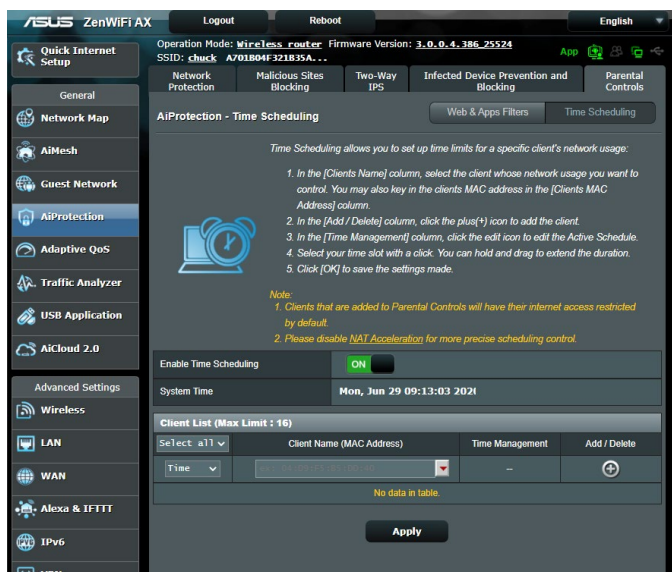 ASUS ZenWiFi AX Logout Reboot English
Quick Internet Setup
Operation Mode: Wireless router Firmware Version: 3.0.0.4.386_25524
SSID: chuck A701B04F321B35A...
App
General
Network Map
AiMesh
Guest Network
AiProtection
Adaptive QoS
Traffic Analyzer
USB Application
AiCloud 2.0
Advanced Settings
Wireless
LAN
WAN
Alexa & IFTTT
IPv6
Network Protection
Malicious Sites Blocking
Two-Way IPS
Infected Device Prevention and Blocking
Parental Controls
AiProtection - Time Scheduling
Web & Apps Filters
Time Scheduling
Time Scheduling allows you to set up time limits for a specific client's network usage:
1. In the [Clients Name] column, select the client whose network usage you want to
control. You may also key in the clients MAC address in the [Clients MAC
Address] column.
2. In the [Add / Delete] column, click the plus(+) icon to add the client.
3. In the [Time Management] column, click the edit icon to edit the Active Schedule.
4. Select your time slot with a click. You can hold and drag to extend the duration.
5. Click [OK] to save the settings made.
Note:
1. Clients that are added to Parental Controls will have their internet access restricted
by default.
2. Please disable NAT Acceleration for more precise scheduling control.
Enable Time Scheduling ON
System Time Mon, Jun 29 09:13:03 202
Client List (Max Limit : 16)
Select all Client Name (MAC Address) Time Management Add / Delete
Time --
No data in table.
Apply